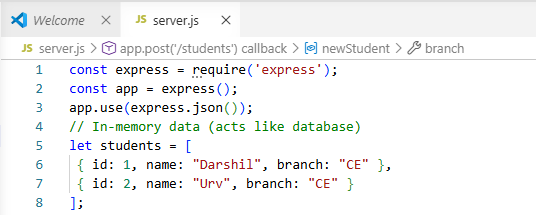 Welcome server.js
server.js > app.post('/students') callback > newStudent > branch
1 const express = require('express');
2 const app = express();
3 app.use(express.json());
4 // In-memory data (acts like database)
5 let students = [
6 { id: 1, name: "Darshil", branch: "CE" },
7 { id: 2, name: "Urv", branch: "CE" }
8 ];